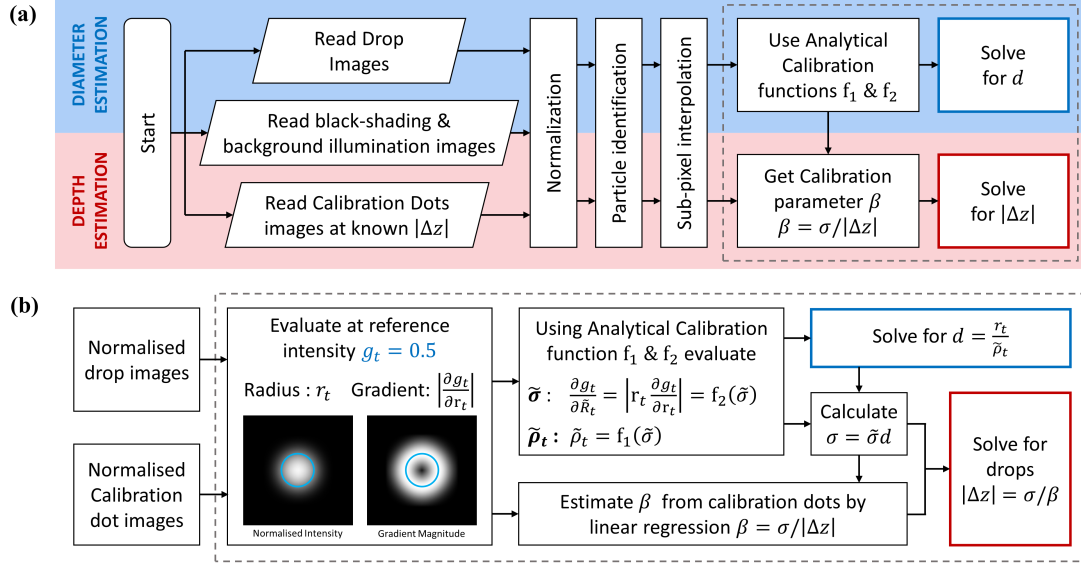 (a)
DIAMETER
ESTIMATION
DEPTH
ESTIMATION
Start
Read Drop
Images
Read black-shading &
background illumination images
Read Calibration Dots
images at known |Δz|
Normalization
Particle identification
Sub-pixel interpolation
Use Analytical
Calibration
functions f₁ & f₂
Solve
for d
Get Calibration
parameter β
β = σ/|Δz|
Solve
for |Δz|
(b)
Normalised
drop images
Normalised
Calibration
dot images
Evaluate at reference
intensity gₜ = 0.5
Radius : rₜ Gradient: |∂gₜ/∂rₜ|
Normalised Intensity
Gradient Magnitude
Using Analytical Calibration
function f₁ & f₂ evaluate
σ̃ : ∂gₜ/∂R̃ₜ = |rₜ ∂gₜ/∂rₜ| = f₂(σ̃)
ρ̃ₜ : ρ̃ₜ = f₁(σ̃)
Estimate β from calibration dots by
linear regression β = σ/|Δz|
Solve for d = rₜ/ρ̃ₜ
Calculate
σ = σ̃d
Solve for
drops
|Δz| = σ/β